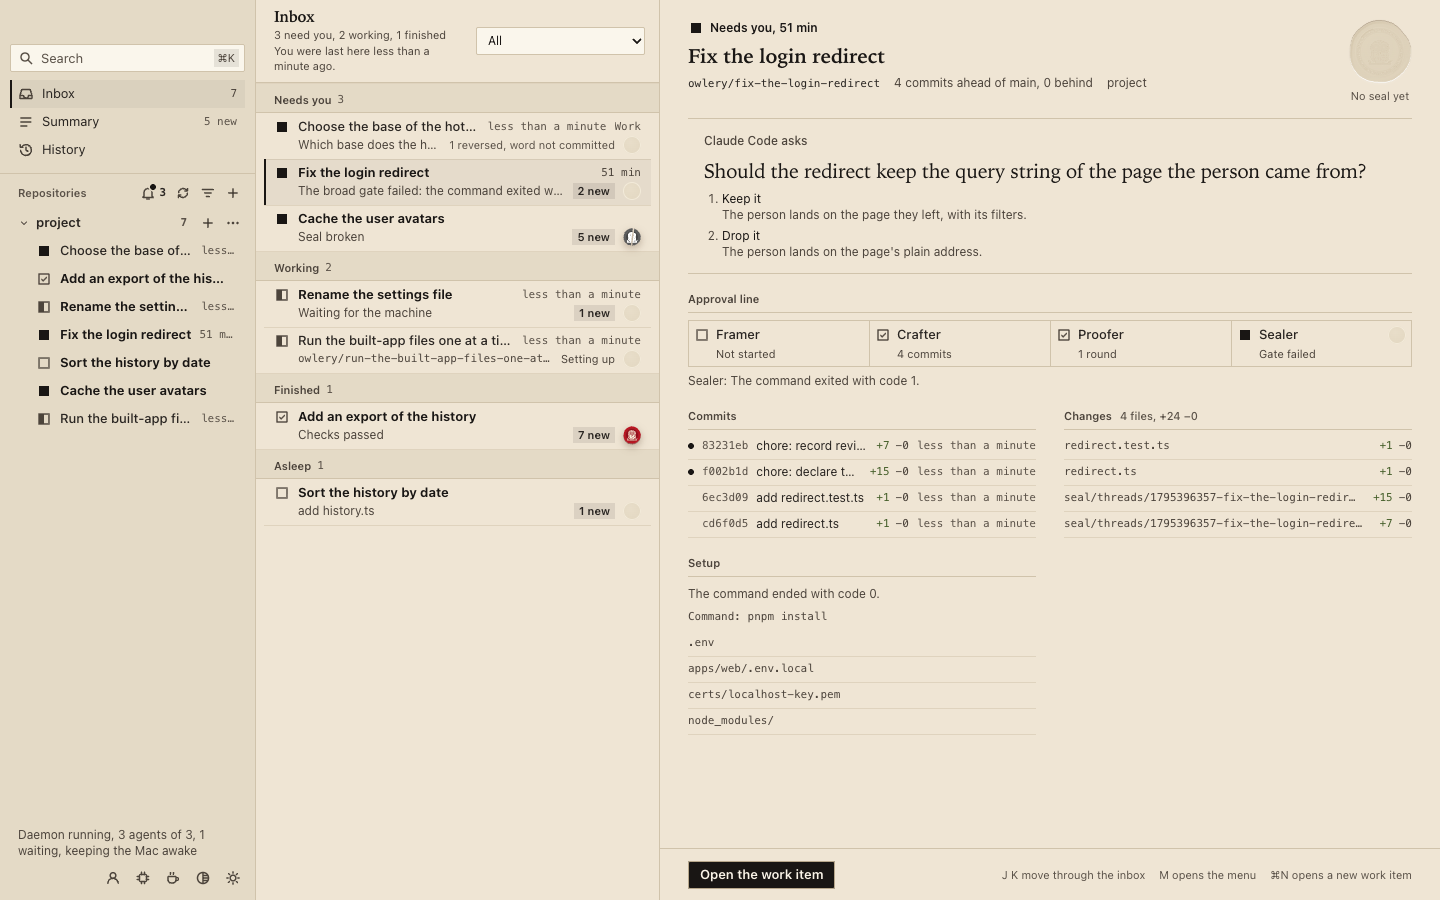 Search
⌘K
Inbox 7
Summary 5 new
History
Repositories 3
project 7
Choose the base of... less...
Add an export of the his...
Rename the settin... less...
Fix the login redirect 51 m...
Sort the history by date
Cache the user avatars
Run the built-app fi... less...
Daemon running, 3 agents of 3, 1
waiting, keeping the Mac awake
Inbox
3 need you, 2 working, 1 finished
You were last here less than a
minute ago.
All
Needs you 3
Choose the base of the hot... less than a minute Work
Which base does the h... 1 reversed, word not committed
Fix the login redirect 51 min
The broad gate failed: the command exited w... 2 new
Cache the user avatars
Seal broken 5 new
Working 2
Rename the settings file less than a minute
Waiting for the machine 1 new
Run the built-app files one at a ti... less than a minute
owlery/run-the-built-app-files-one-at... Setting up
Finished 1
Add an export of the history
Checks passed 7 new
Asleep 1
Sort the history by date
add history.ts 1 new
Needs you, 51 min
Fix the login redirect
owlery/fix-the-login-redirect 4 commits ahead of main, 0 behind project
No seal yet
Claude Code asks
Should the redirect keep the query string of the page the person came from?
1. Keep it
The person lands on the page they left, with its filters.
2. Drop it
The person lands on the page's plain address.
Approval line
Framer
Not started
Crafter
4 commits
Proofer
1 round
Sealer
Gate failed
Sealer: The command exited with code 1.
Commits
83231eb chore: record revi... +7 −0 less than a minute
f002b1d chore: declare t... +15 −0 less than a minute
6ec3d09 add redirect.test.ts +1 −0 less than a minute
cd6f0d5 add redirect.ts +1 −0 less than a minute
Changes 4 files, +24 −0
redirect.test.ts +1 −0
redirect.ts +1 −0
seal/threads/1795396357-fix-the-login-redir... +15 −0
seal/threads/1795396357-fix-the-login-redire... +7 −0
Setup
The command ended with code 0.
Command: pnpm install
.env
apps/web/.env.local
certs/localhost-key.pem
node_modules/
Open the work item
J K move through the inbox M opens the menu ⌘N opens a new work item